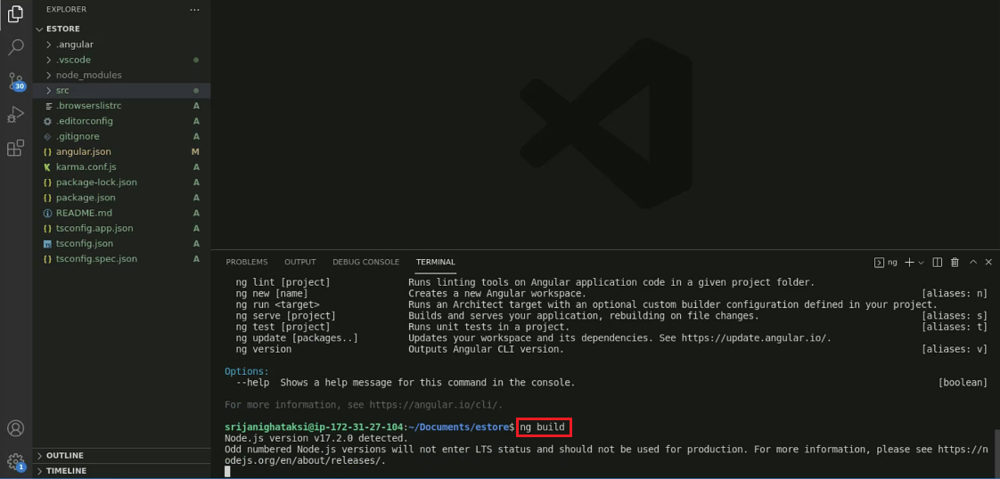 EXPLORER ...
ESTORE
.angular
.vscode
node_modules
src
.browserslistrc A
.editorconfig A
.gitignore A
angular.json M
karma.conf.js A
package-lock.json A
package.json A
README.md A
tsconfig.app.json A
tsconfig.json A
tsconfig.spec.json A
OUTLINE
TIMELINE
30
1
PROBLEMS OUTPUT DEBUG CONSOLE TERMINAL ng
ng lint [project] Runs linting tools on Angular application code in a given project folder.
ng new [name] Creates a new Angular workspace. [aliases: n]
ng run <target> Runs an Architect target with an optional custom builder configuration defined in your project.
ng serve [project] Builds and serves your application, rebuilding on file changes. [aliases: s]
ng test [project] Runs unit tests in a project. [aliases: t]
ng update [packages..] Updates your workspace and its dependencies. See https://update.angular.io/.
ng version Outputs Angular CLI version. [aliases: v]
Options:
--help Shows a help message for this command in the console. [boolean]
For more information, see https://angular.io/cli/.
srijanighataksi@ip-172-31-27-104:~/Documents/estore$ ng build
Node.js version v17.2.0 detected.
Odd numbered Node.js versions will not enter LTS status and should not be used for production. For more information, please see https://n
odejs.org/en/about/releases/.